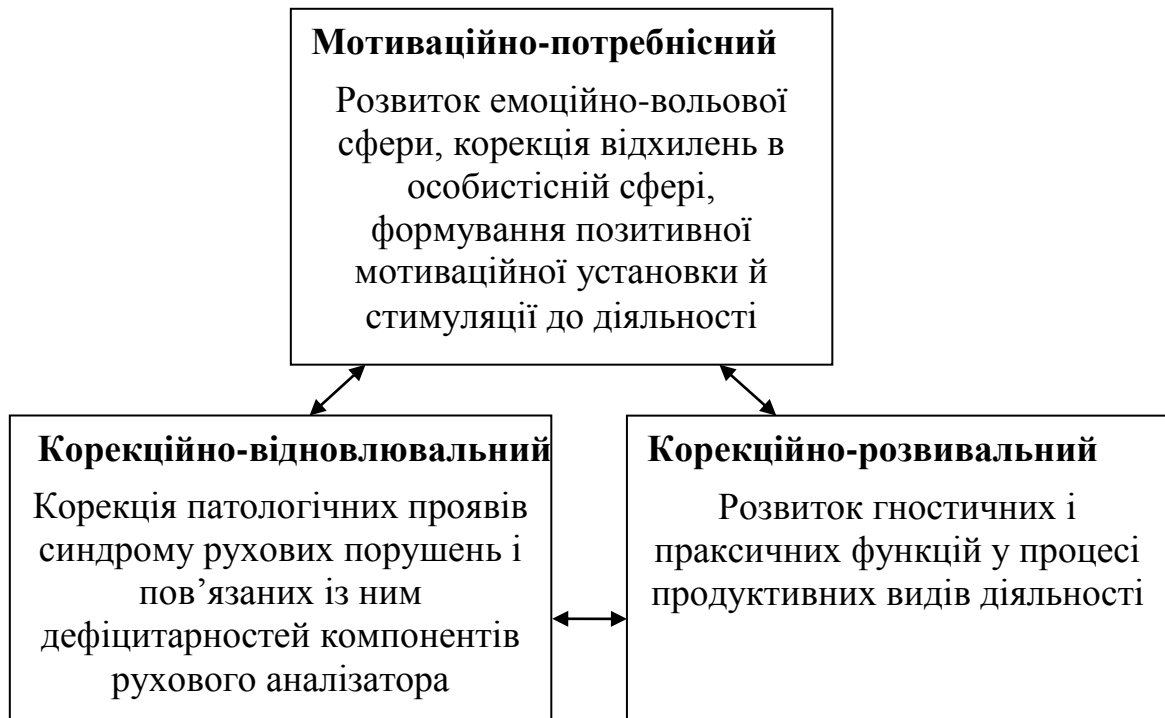 Мотиваційно-потребнісний
Розвиток емоційно-вольової
сфери, корекція відхилень в
особистісній сфері,
формування позитивної
мотиваційної установки й
стимуляції до діяльності
Корекційно-відновлювальний
Корекція патологічних проявів
синдрому рухових порушень і
пов’язаних із ним
дефіцитарностей компонентів
рухового аналізатора
Корекційно-розвивальний
Розвиток гностичних і
праксичних функцій у процесі
продуктивних видів діяльності